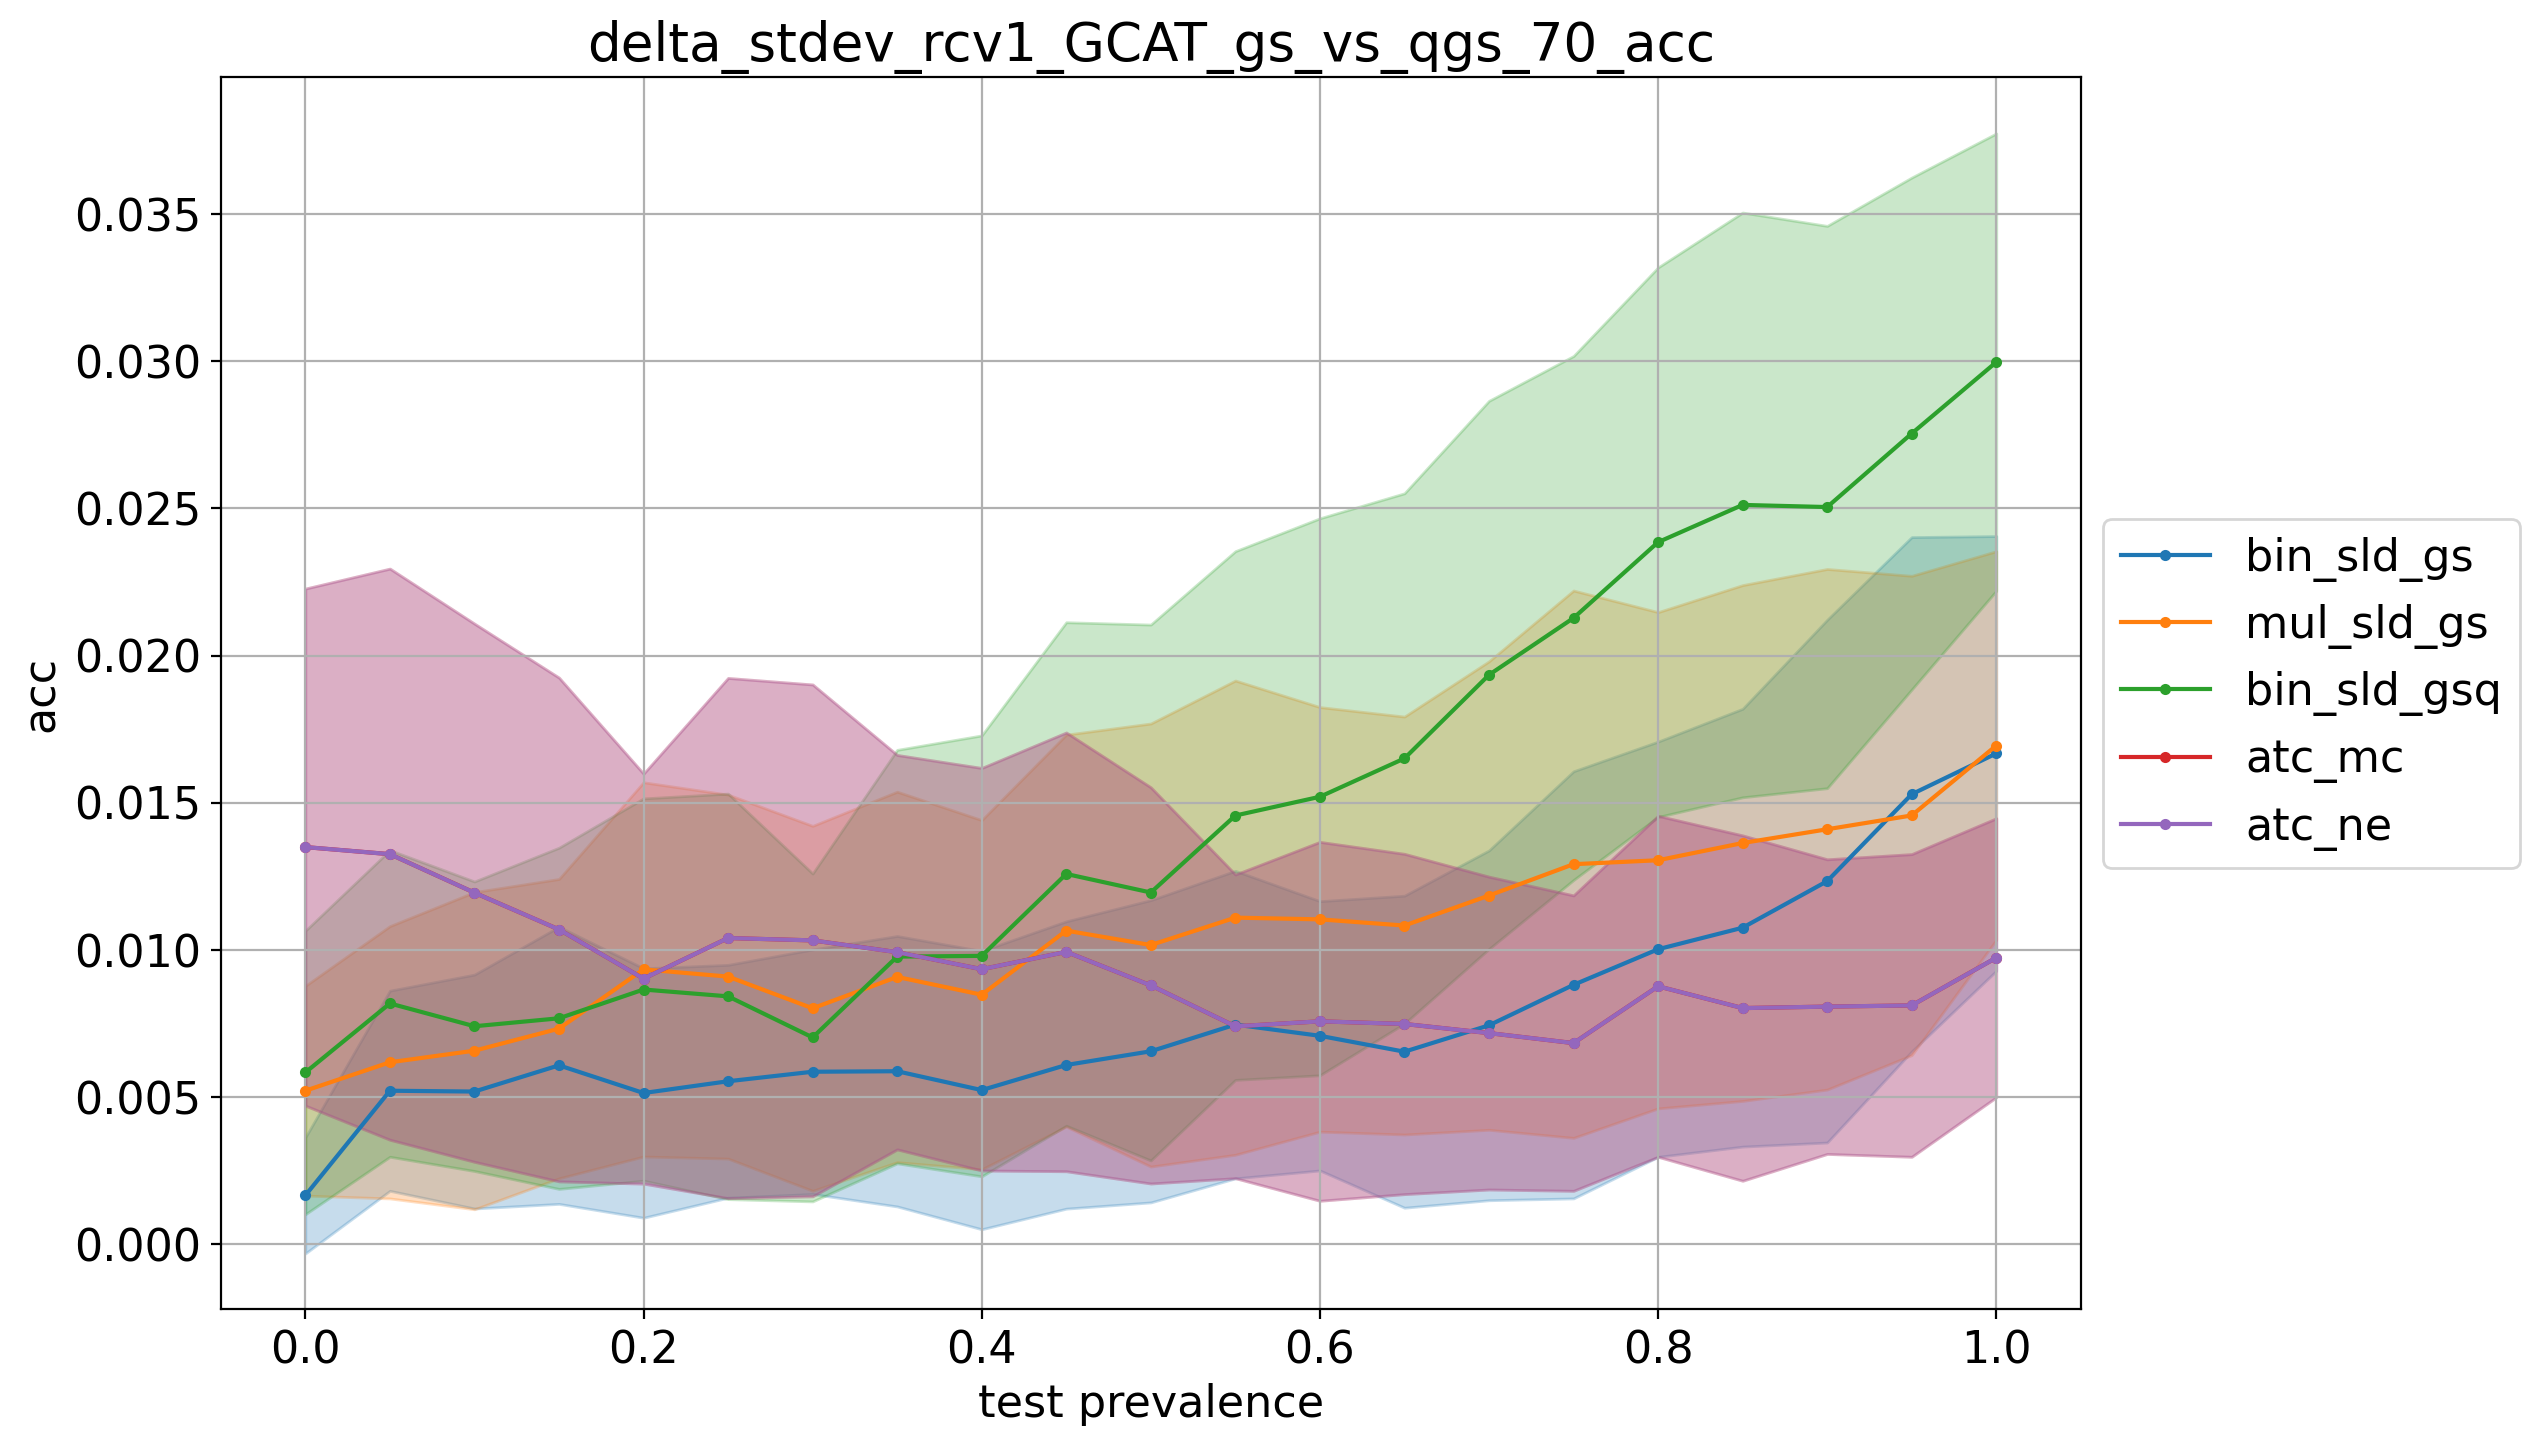 delta_stdev_rcv1_GCAT_gs_vs_qgs_70_acc
acc
0.035
0.030
0.025
0.020
0.015
0.010
0.005
0.000
0.0 0.2 0.4 0.6 0.8 1.0
test prevalence
bin_sld_gs
mul_sld_gs
bin_sld_gsq
atc_mc
atc_ne